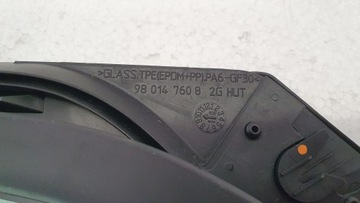 >GLASS.TPE(EPDM+PP).PA6-GF30<
98 014 760 8 2G HUT